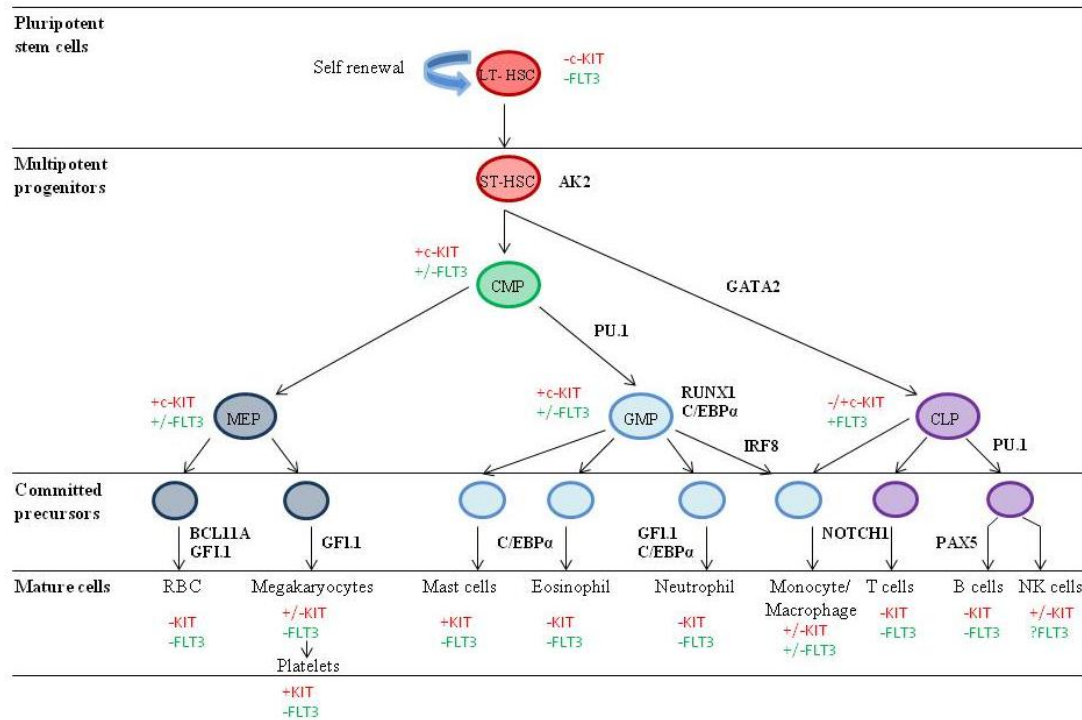 Pluripotent
stem cells
Self renewal
LT- HSC
-c-KIT
-FLT3
Multipotent
progenitors
ST-HSC
AK2
+c-KIT
+/-FLT3
CMP
GATA2
PU.1
+c-KIT
+/-FLT3
MEP
+c-KIT
+/-FLT3
GMP
RUNX1
C/EBPα
-/+c-KIT
+FLT3
CLP
IRF8
PU.1
Committed
precursors
BCL11A
GFI.1
GFI.1
C/EBPα
GFI.1
C/EBPα
NOTCH1
PAX5
Mature cells
RBC
-KIT
-FLT3
Megakaryocytes
+/-KIT
-FLT3
Platelets
+KIT
-FLT3
Mast cells
+KIT
-FLT3
Eosinophil
-KIT
-FLT3
Neutrophil
-KIT
-FLT3
Monocyte/
Macrophage
+/-KIT
+/-FLT3
T cells
-KIT
-FLT3
B cells
-KIT
-FLT3
NK cells
+/-KIT
?FLT3